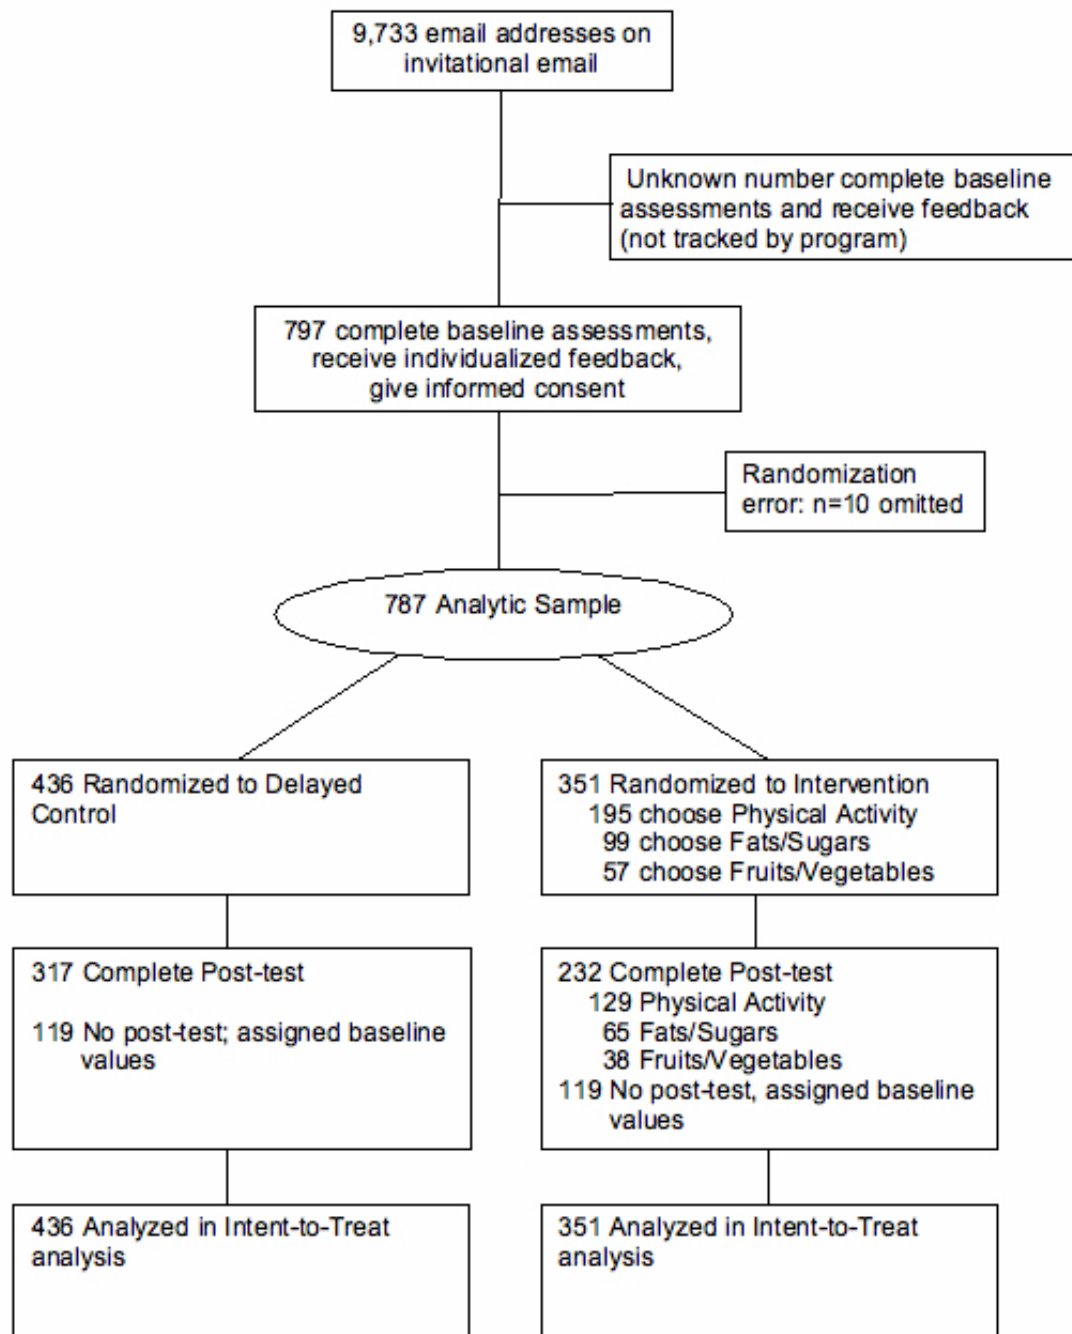 9,733 email addresses on
invitational email
Unknown number complete baseline
assessments and receive feedback
(not tracked by program)
797 complete baseline assessments,
receive individualized feedback,
give informed consent
Randomization
error: n=10 omitted
787 Analytic Sample
436 Randomized to Delayed
Control
351 Randomized to Intervention
195 choose Physical Activity
99 choose Fats/Sugars
57 choose Fruits/Vegetables
317 Complete Post-test
119 No post-test; assigned baseline
values
232 Complete Post-test
129 Physical Activity
65 Fats/Sugars
38 Fruits/Vegetables
119 No post-test, assigned baseline
values
436 Analyzed in Intent-to-Treat
analysis
351 Analyzed in Intent-to-Treat
analysis